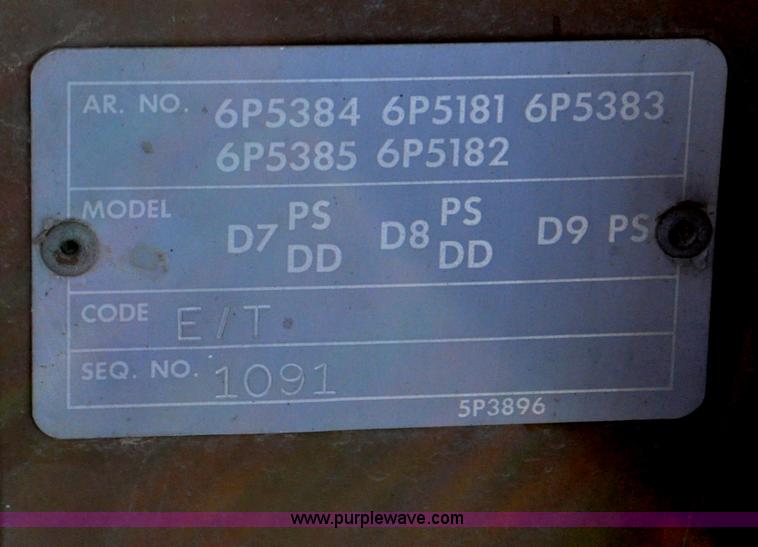 AR. NO. 6P5384 6P5181 6P5383
6P5385 6P5182
MODEL D7 PS DD D8 PS DD D9 PS
CODE E/T
SEQ. NO. 1091
5P3896
www.purplewave.com